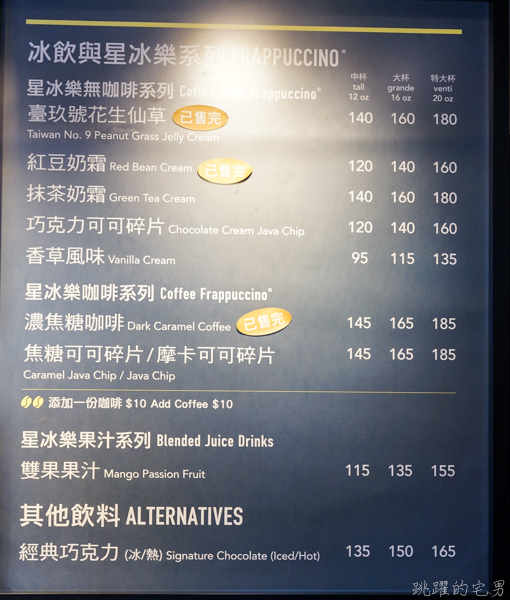 冰飲與星冰樂系列 FRAPPUCCINO®
中杯 大杯 特大杯
tall grande venti
12 oz 16 oz 20 oz
星冰樂無咖啡系列 Coffee-Free Frappuccino®
臺玖號花生仙草 已售完 140 160 180
Taiwan No. 9 Peanut Grass Jelly Cream
紅豆奶霜 Red Bean Cream 已售完 120 140 160
抹茶奶霜 Green Tea Cream 140 160 180
巧克力可可碎片 Chocolate Cream Java Chip 120 140 160
香草風味 Vanilla Cream 95 115 135
星冰樂咖啡系列 Coffee Frappuccino®
濃焦糖咖啡 Dark Caramel Coffee 已售完 145 165 185
焦糖可可碎片 / 摩卡可可碎片 145 165 185
Caramel Java Chip / Java Chip
添加一份咖啡 $10 Add Coffee $10
星冰樂果汁系列 Blended Juice Drinks
雙果果汁 Mango Passion Fruit 115 135 155
其他飲料 ALTERNATIVES
經典巧克力 (冰/熱) Signature Chocolate (Iced/Hot) 135 150 165
跳躍的宅男